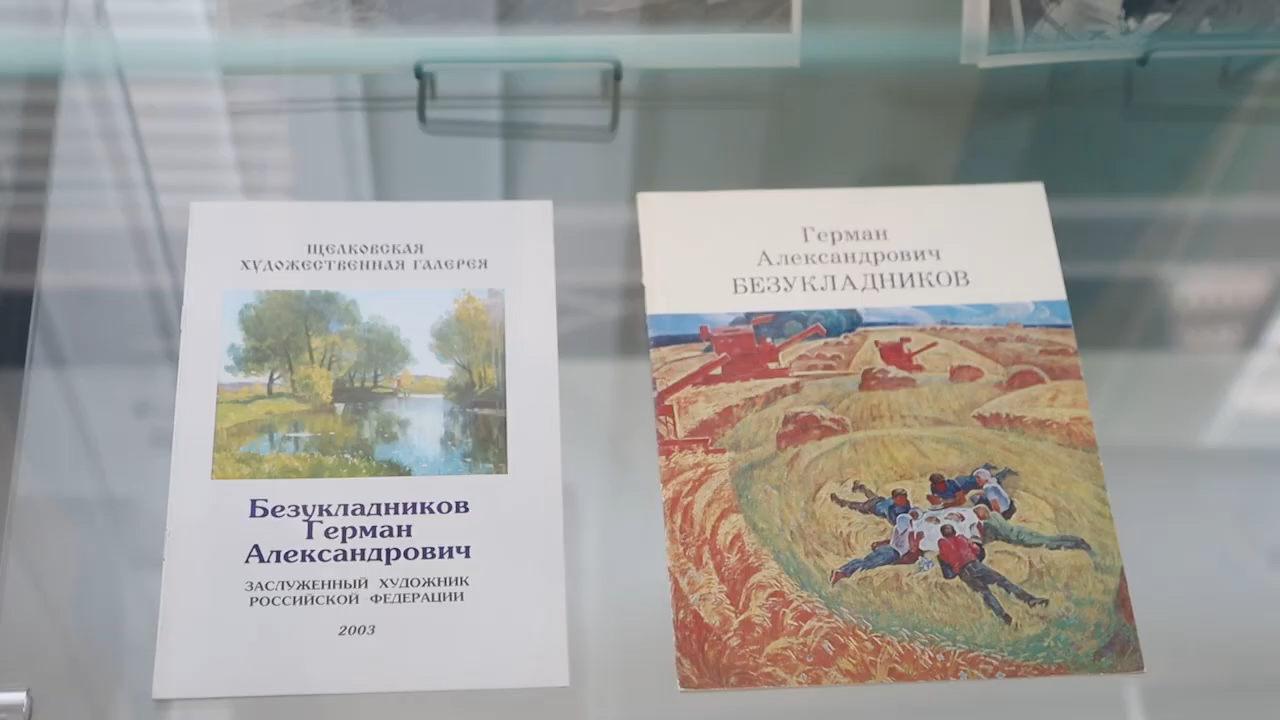 ЩЕЛКОВСКАЯ
ХУДОЖЕСТВЕННАЯ ГАЛЕРЕЯ
Безукладников
Герман
Александрович
ЗАСЛУЖЕННЫЙ ХУДОЖНИК
РОССИЙСКОЙ ФЕДЕРАЦИИ
2003
Герман
Александрович
БЕЗУКЛАДНИКОВ